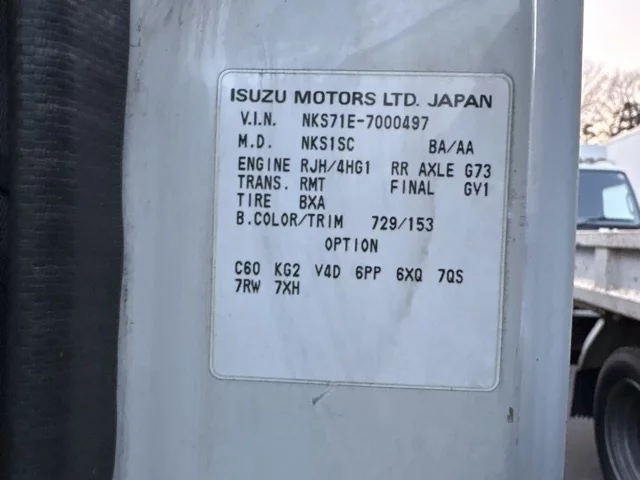 ISUZU MOTORS LTD. JAPAN
V.I.N. NKS71E-7000497
M.D. NKS1SC BA/AA
ENGINE RJH/4HG1 RR AXLE G73
TRANS. RMT FINAL GV1
TIRE BXA
B.COLOR/TRIM 729/153
OPTION
C60 KG2 V4D 6PP 6XQ 7QS
7RW 7XH